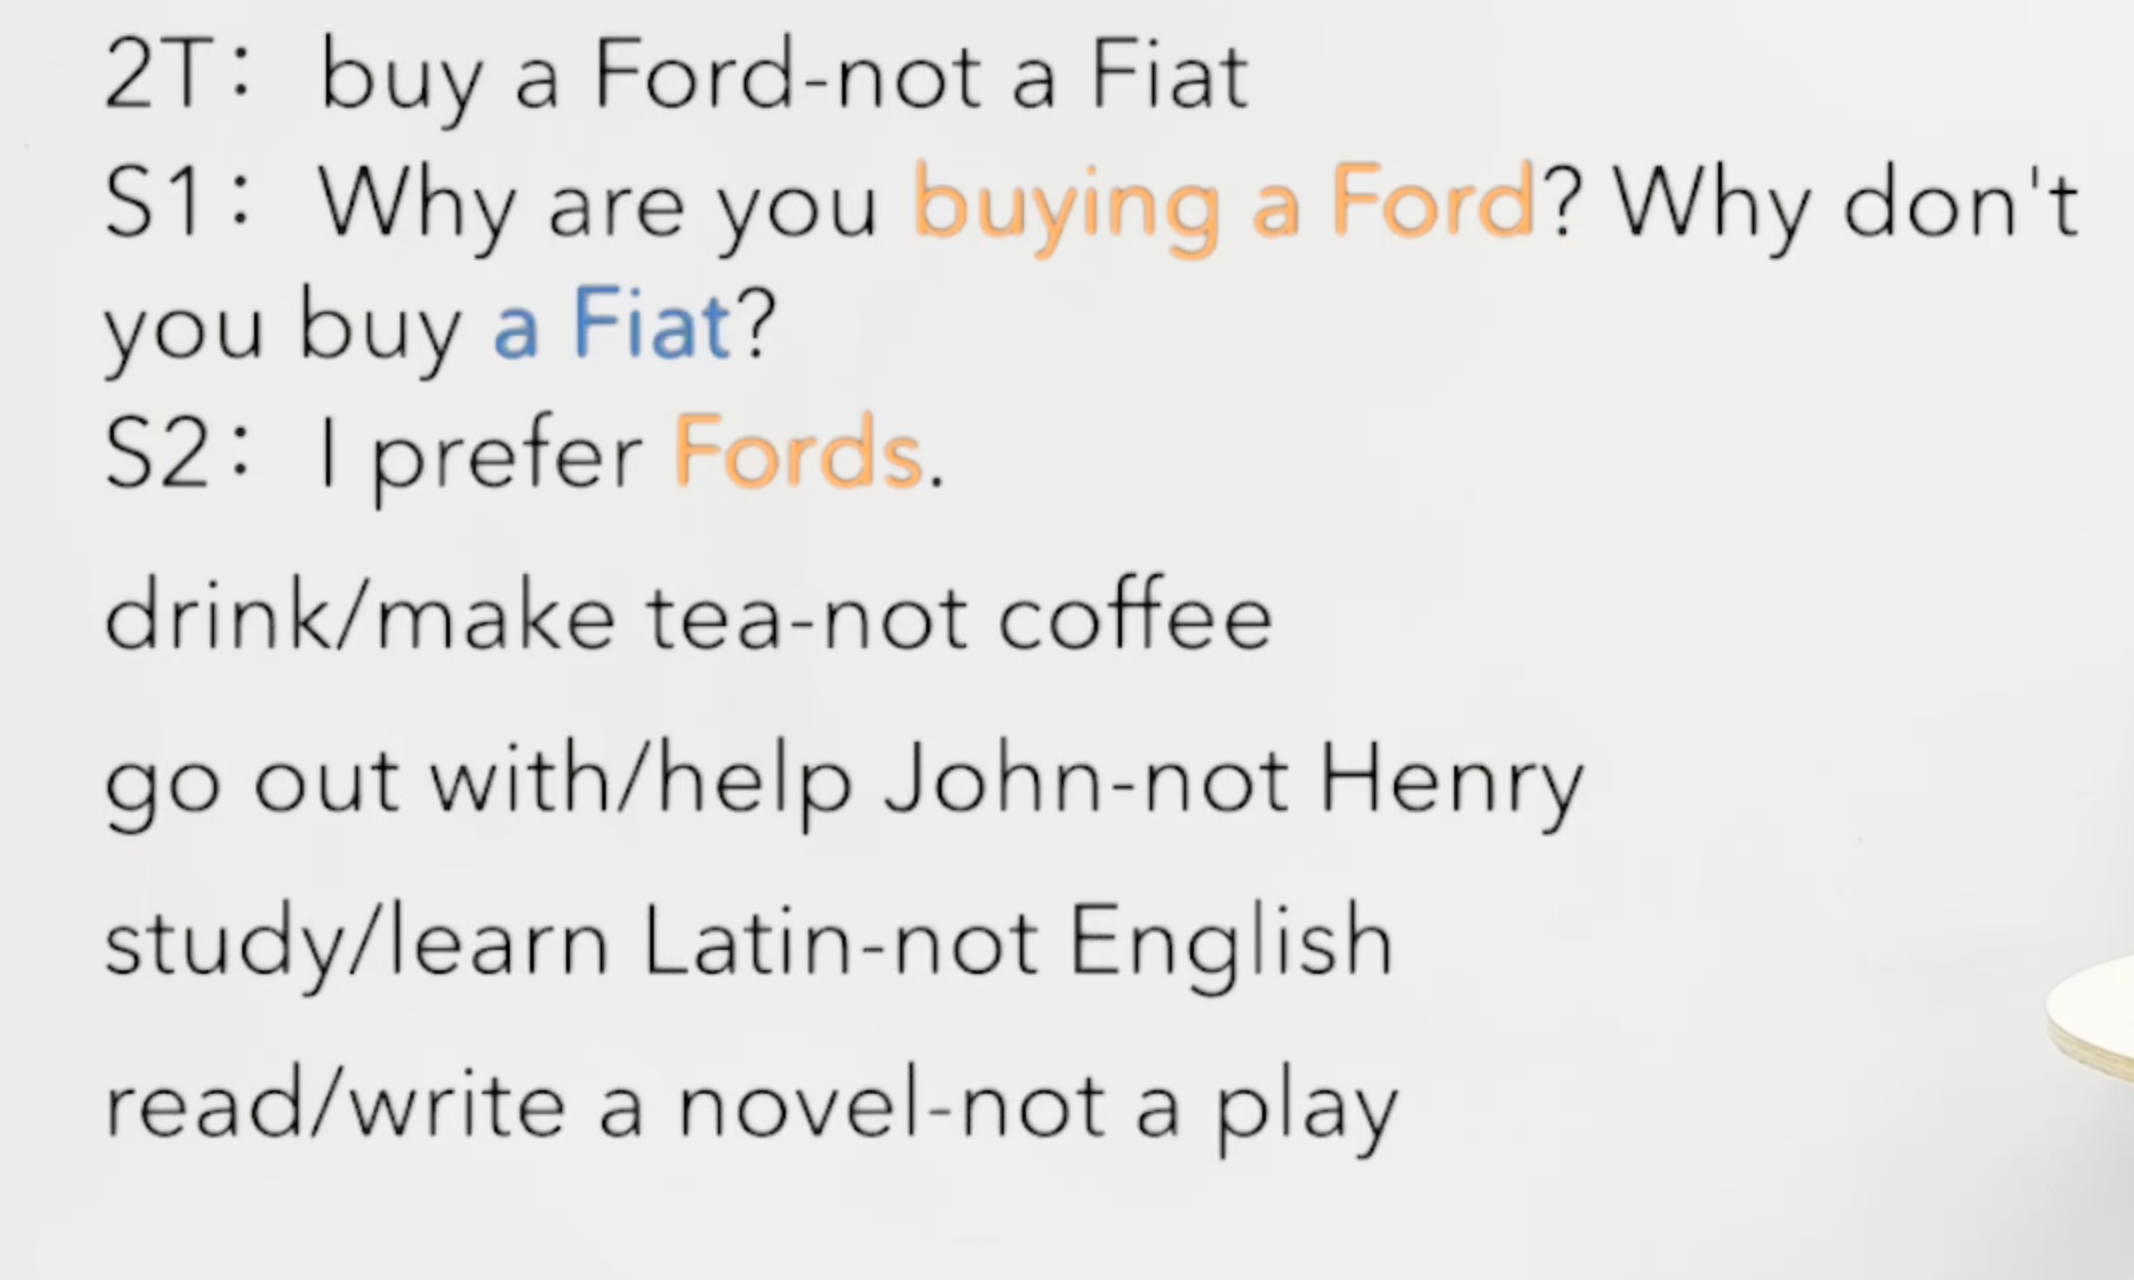 2T: buy a Ford-not a Fiat
S1: Why are you buying a Ford? Why don't
you buy a Fiat?
S2: I prefer Fords.
drink/make tea-not coffee
go out with/help John-not Henry
study/learn Latin-not English
read/write a novel-not a play